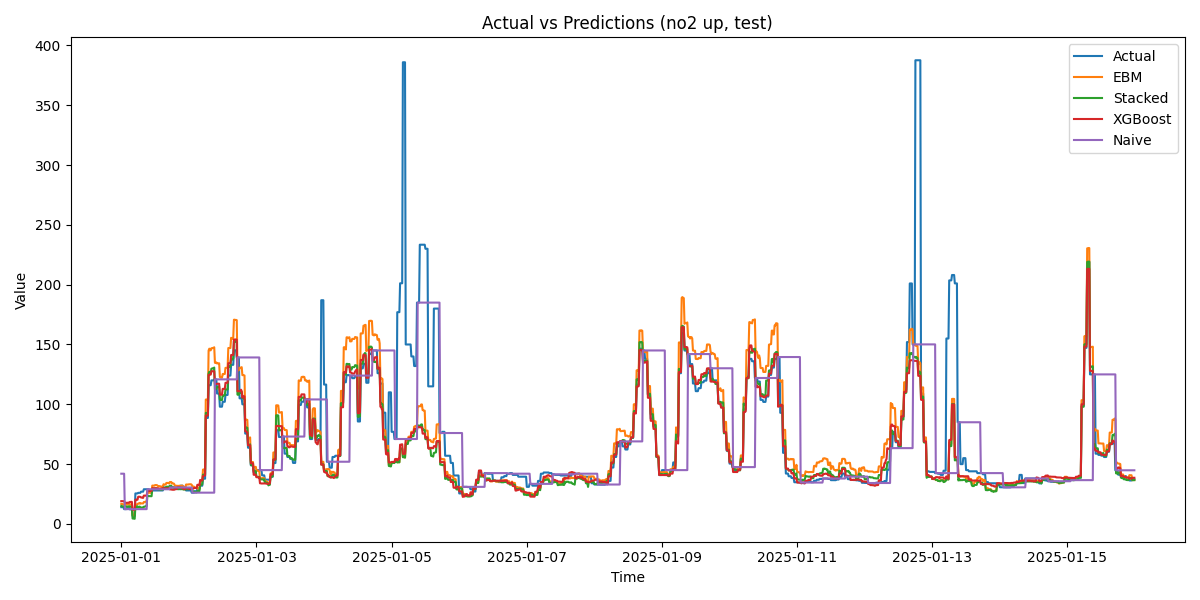 Actual vs Predictions (no2 up, test)
Value
400
350
300
250
200
150
100
50
0
Actual
EBM
Stacked
XGBoost
Naive
2025-01-01
2025-01-03
2025-01-05
2025-01-07
2025-01-09
2025-01-11
2025-01-13
2025-01-15
Time